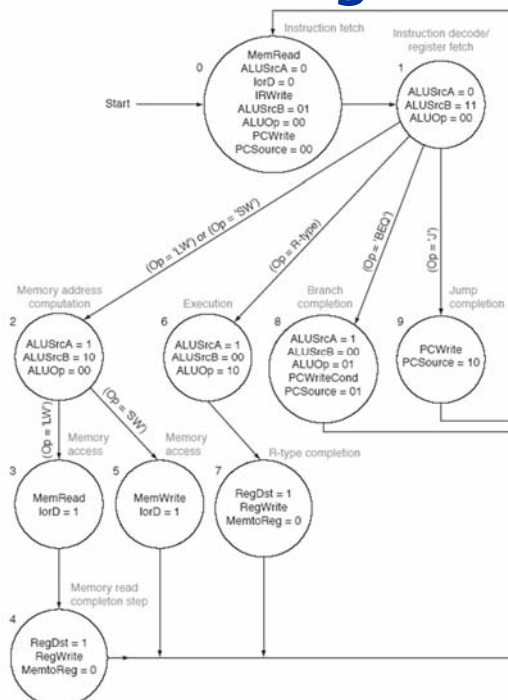 Instruction fetch
0
MemRead
ALUSrcA = 0
IorD = 0
IRWrite
ALUSrcB = 01
ALUOp = 00
PCWrite
PCSource = 00
Start
Instruction decode/
register fetch
1
ALUSrcA = 0
ALUSrcB = 11
ALUOp = 00
(Op = 'LW') or (Op = 'SW')
(Op = R-type)
(Op = 'BEQ')
(Op = 'J')
Memory address
computation
2
ALUSrcA = 1
ALUSrcB = 10
ALUOp = 00
Execution
6
ALUSrcA = 1
ALUSrcB = 00
ALUOp = 10
Branch
completion
8
ALUSrcA = 1
ALUSrcB = 00
ALUOp = 01
PCWriteCond
PCSource = 01
Jump
completion
9
PCWrite
PCSource = 10
(Op = 'LW')
(Op = 'SW')
Memory
access
3
MemRead
IorD = 1
Memory
access
5
MemWrite
IorD = 1
R-type completion
7
RegDst = 1
RegWrite
MemtoReg = 0
Memory read
completon step
4
RegDst = 1
RegWrite
MemtoReg = 0